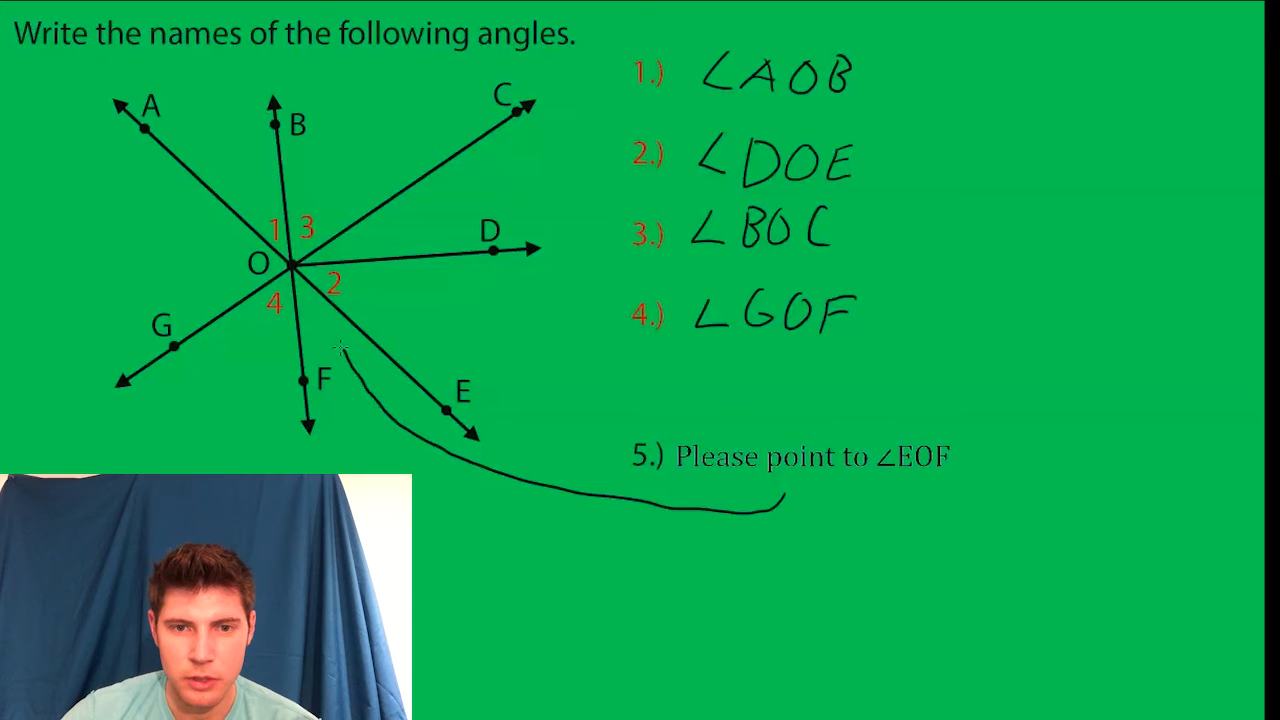 Write the names of the following angles.
A
B
C
1.) ∠AOB
2.) ∠DOE
3.) ∠BOC
4.) ∠GOF
1
3
D
O
2
4
G
F
E
5.) Please point to ∠EOF